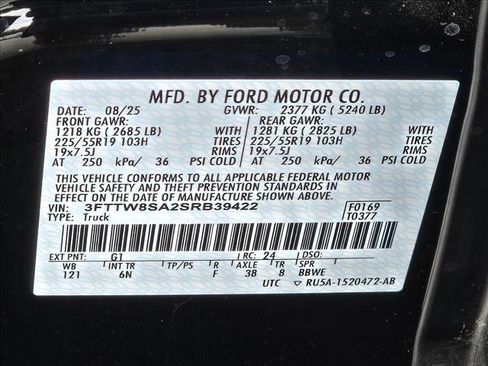 MFD. BY FORD MOTOR CO.
DATE: 08/25 GVWR: 2377 KG ( 5240 LB)
FRONT GAWR: REAR GAWR:
1218 KG ( 2685 LB) 1281 KG ( 2825 LB)
225/55R19 103H TIRES 225/55R19 103H TIRES
19x7.5J RIMS 19x7.5J RIMS
AT 250 kPa/ 36 PSI COLD AT 250 kPa/ 36 PSI COLD
THIS VEHICLE CONFORMS TO ALL APPLICABLE FEDERAL MOTOR
VEHICLE SAFETY AND THEFT PREVENTION STANDARDS IN
EFFECT ON THE DATE OF MANUFACTURE SHOWN ABOVE.
VIN: 3FTTW8SA2SRB39422 F0169
TYPE: Truck T0377
EXT PNT: G1 RC: 24 DSO:
WB INT TR TP/PS R AXLE TR SPR
121 6N F 38 8 BBWE
UTC ▽ RU5A-1520472-AB